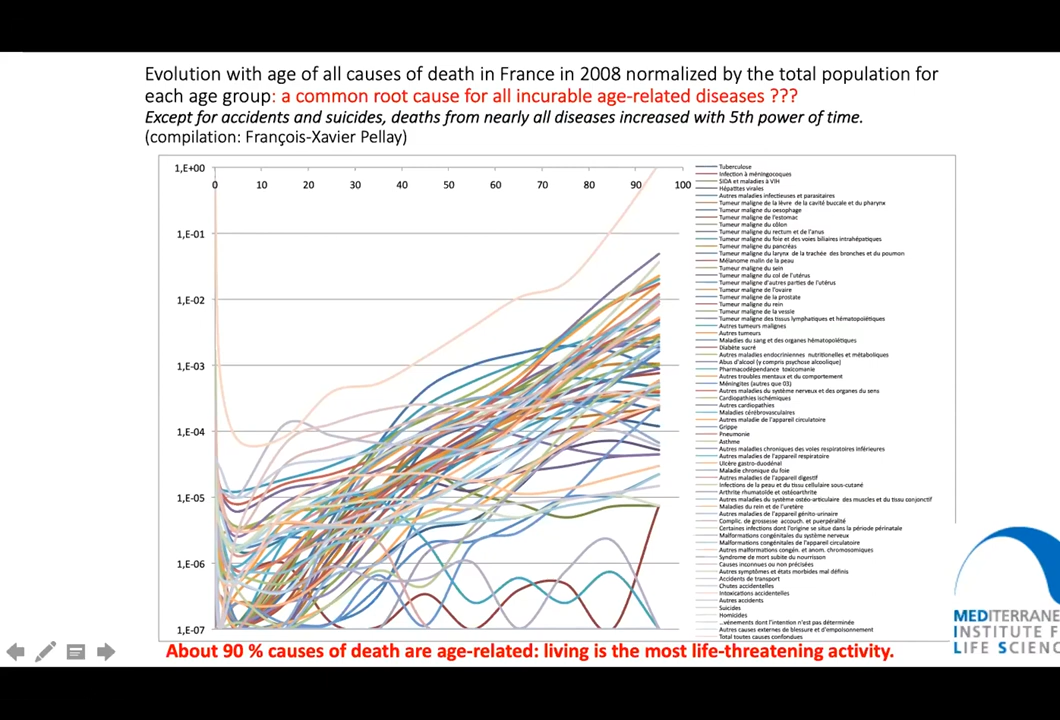 Evolution with age of all causes of death in France in 2008 normalized by the total population for
each age group: a common root cause for all incurable age-related diseases ???
Except for accidents and suicides, deaths from nearly all diseases increased with 5th power of time.
(compilation: François-Xavier Pellay)
1,E+00
1,E-01
1,E-02
1,E-03
1,E-04
1,E-05
1,E-06
1,E-07
0 10 20 30 40 50 60 70 80 90 100
Tuberculose
Infection à méningocoques
SIDA et maladies à VIH
Hépatites virales
Autres maladies infectieuses et parasitaires
Tumeur maligne de la lèvre de la cavité buccale et du pharynx
Tumeur maligne de l'oesophage
Tumeur maligne de l'estomac
Tumeur maligne du côlon
Tumeur maligne du rectum et de l'anus
Tumeur maligne du foie et des voies biliaires intrahépatiques
Tumeur maligne du pancréas
Tumeur maligne du larynx de la trachée des bronches et du poumon
Mélanome malin de la peau
Tumeur maligne du sein
Tumeur maligne du col de l'utérus
Tumeur maligne d'autres parties de l'utérus
Tumeur maligne de l'ovaire
Tumeur maligne de la prostate
Tumeur maligne du rein
Tumeur maligne de la vessie
Tumeur maligne des tissus lymphatiques et hématopoïétiques
Autres tumeurs malignes
Autres tumeurs
Maladies du sang et des organes hématopoïétiques
Diabète sucré
Autres maladies endocriniennes nutritionelles et métaboliques
Abus d'alcool (y compris psychose alcoolique)
Pharmacodépendance toxicomanie
Autres troubles mentaux et du comportement
Méningites (autres que 03)
Autres maladies du système nerveux et des organes du sens
Cardiopathies ischémiques
Autres cardiopathies
Maladies cérébrovasculaires
Autres maladie de l'appareil circulatoire
Grippe
Pneumonie
Asthme
Autres maladies chroniques des voies respiratoires inférieures
Autres maladies de l'appareil respiratoire
Ulcère gastro-duodénal
Maladie chronique du foie
Autres maladies de l'appareil digestif
Infections de la peau et du tissu cellulaire sous-cutané
Arthrite rhumatoïde et ostéoarthrite
Autres maladies du système ostéo-articulaire des muscles et du tissu conjonctif
Maladies du rein et de l'uretère
Autres maladies de l'appareil génito-urinaire
Complic. de grossesse accouch. et puerpéralité
Certaines infections dont l'origine se situe dans la période périnatale
Malformations congénitales du système nerveux
Malformations congénitales de l'appareil circulatoire
Autres malformations congén. et anom. chromosomiques
Syndrome de mort subite du nourrisson
Causes inconnues ou non précisées
Autres symptômes et états morbides mal définis
Accidents de transport
Chutes accidentelles
Intoxications accidentelles
Autres accidents
Suicides
Homicides
...vènements dont l'intention n'est pas déterminée
Autres causes externes de blessure et d'empoisonnement
Total toutes causes confondues
MEDITERRANE
INSTITUTE F
LIFE SCIENC
About 90 % causes of death are age-related: living is the most life-threatening activity.